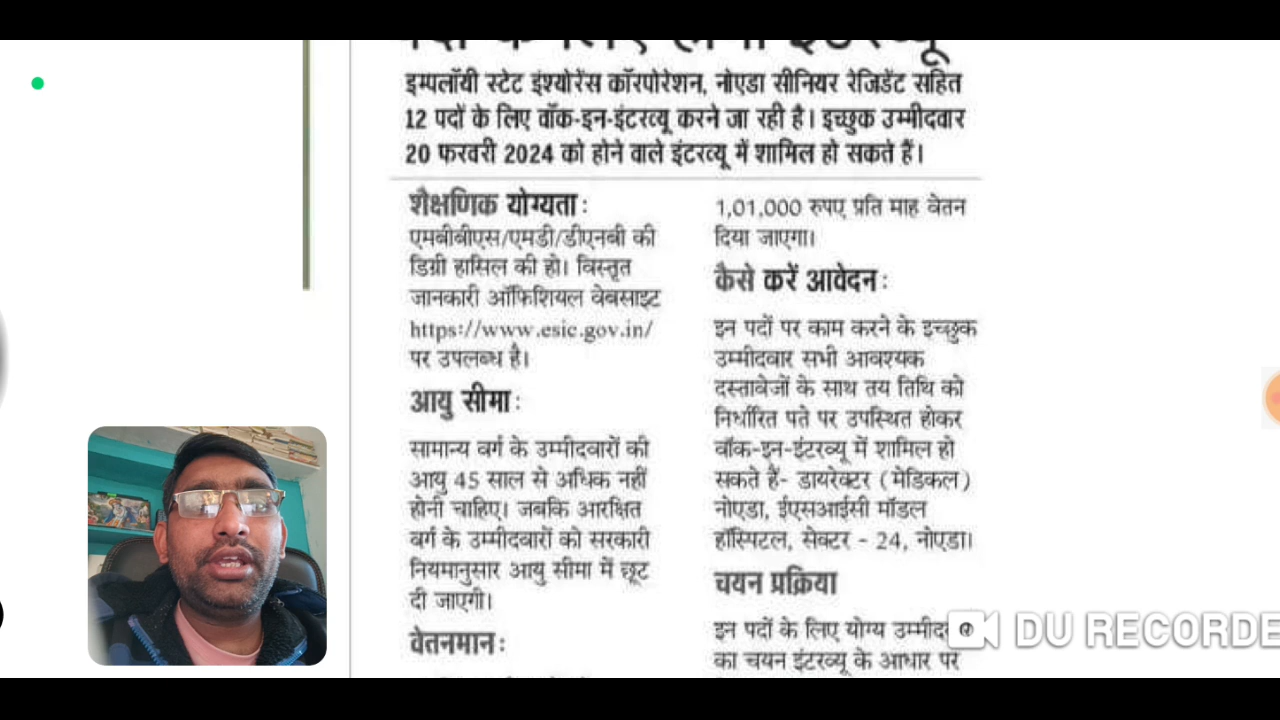 इम्पलॉयी स्टेट इंश्योरेंस कॉरपोरेशन, नोएडा सीनियर रेजिडेंट सहित
12 पदों के लिए वॉक-इन-इंटरव्यू करने जा रही है। इच्छुक उम्मीदवार
20 फरवरी 2024 को होने वाले इंटरव्यू में शामिल हो सकते हैं।
शैक्षणिक योग्यता:
एमबीबीएस/एमडी/डीएनबी की
डिग्री हासिल की हो। विस्तृत
जानकारी ऑफिशियल वेबसाइट
https://www.esic.gov.in/
पर उपलब्ध है।
आयु सीमा:
सामान्य वर्ग के उम्मीदवारों की
आयु 45 साल से अधिक नहीं
होनी चाहिए। जबकि आरक्षित
वर्ग के उम्मीदवारों को सरकारी
नियमानुसार आयु सीमा में छूट
दी जाएगी।
वेतनमान:
1,01,000 रुपए प्रति माह वेतन
दिया जाएगा।
कैसे करें आवेदन:
इन पदों पर काम करने के इच्छुक
उम्मीदवार सभी आवश्यक
दस्तावेजों के साथ तय तिथि को
निर्धारित पते पर उपस्थित होकर
वॉक-इन-इंटरव्यू में शामिल हो
सकते हैं- डायरेक्टर (मेडिकल)
नोएडा, ईएसआईसी मॉडल
हॉस्पिटल, सेक्टर - 24, नोएडा।
चयन प्रक्रिया
इन पदों के लिए योग्य
का चयन इंटरव्यू के आधार पर
DU RECORDE